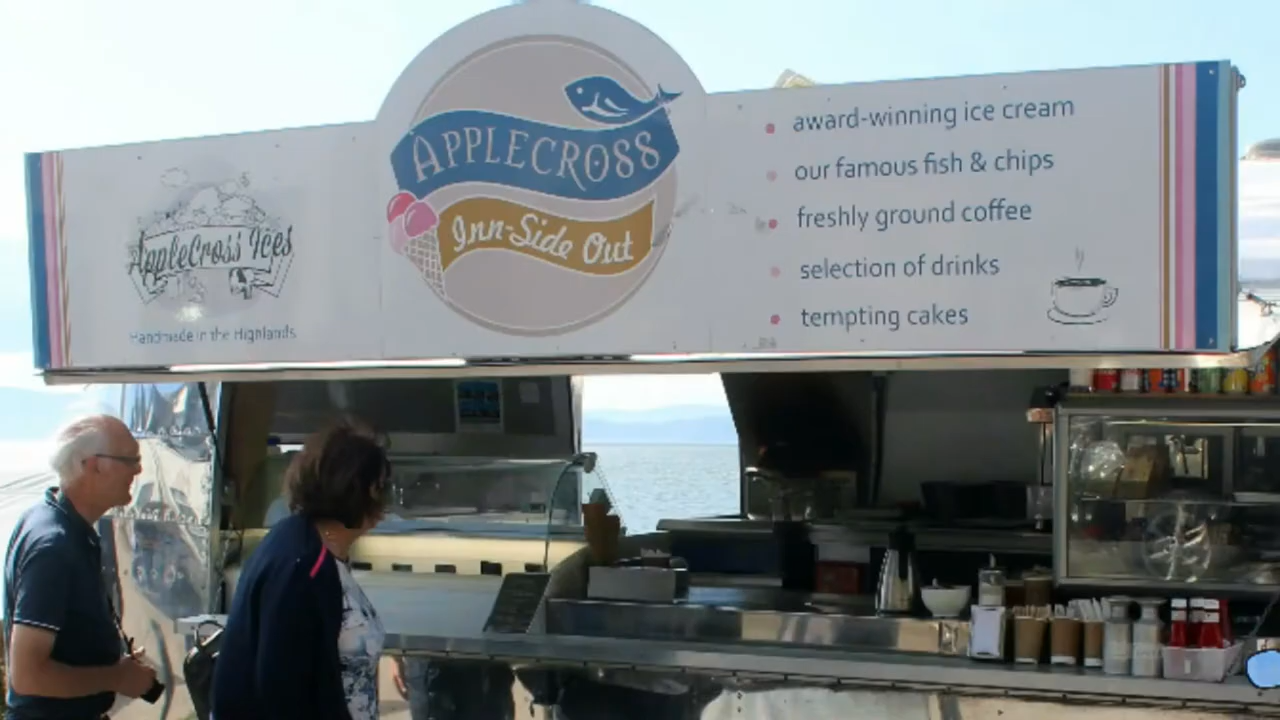 AppleCross Ices
Handmade in the Highlands
APPLECROSS
Inn-Side Out
award-winning ice cream
our famous fish & chips
freshly ground coffee
selection of drinks
tempting cakes